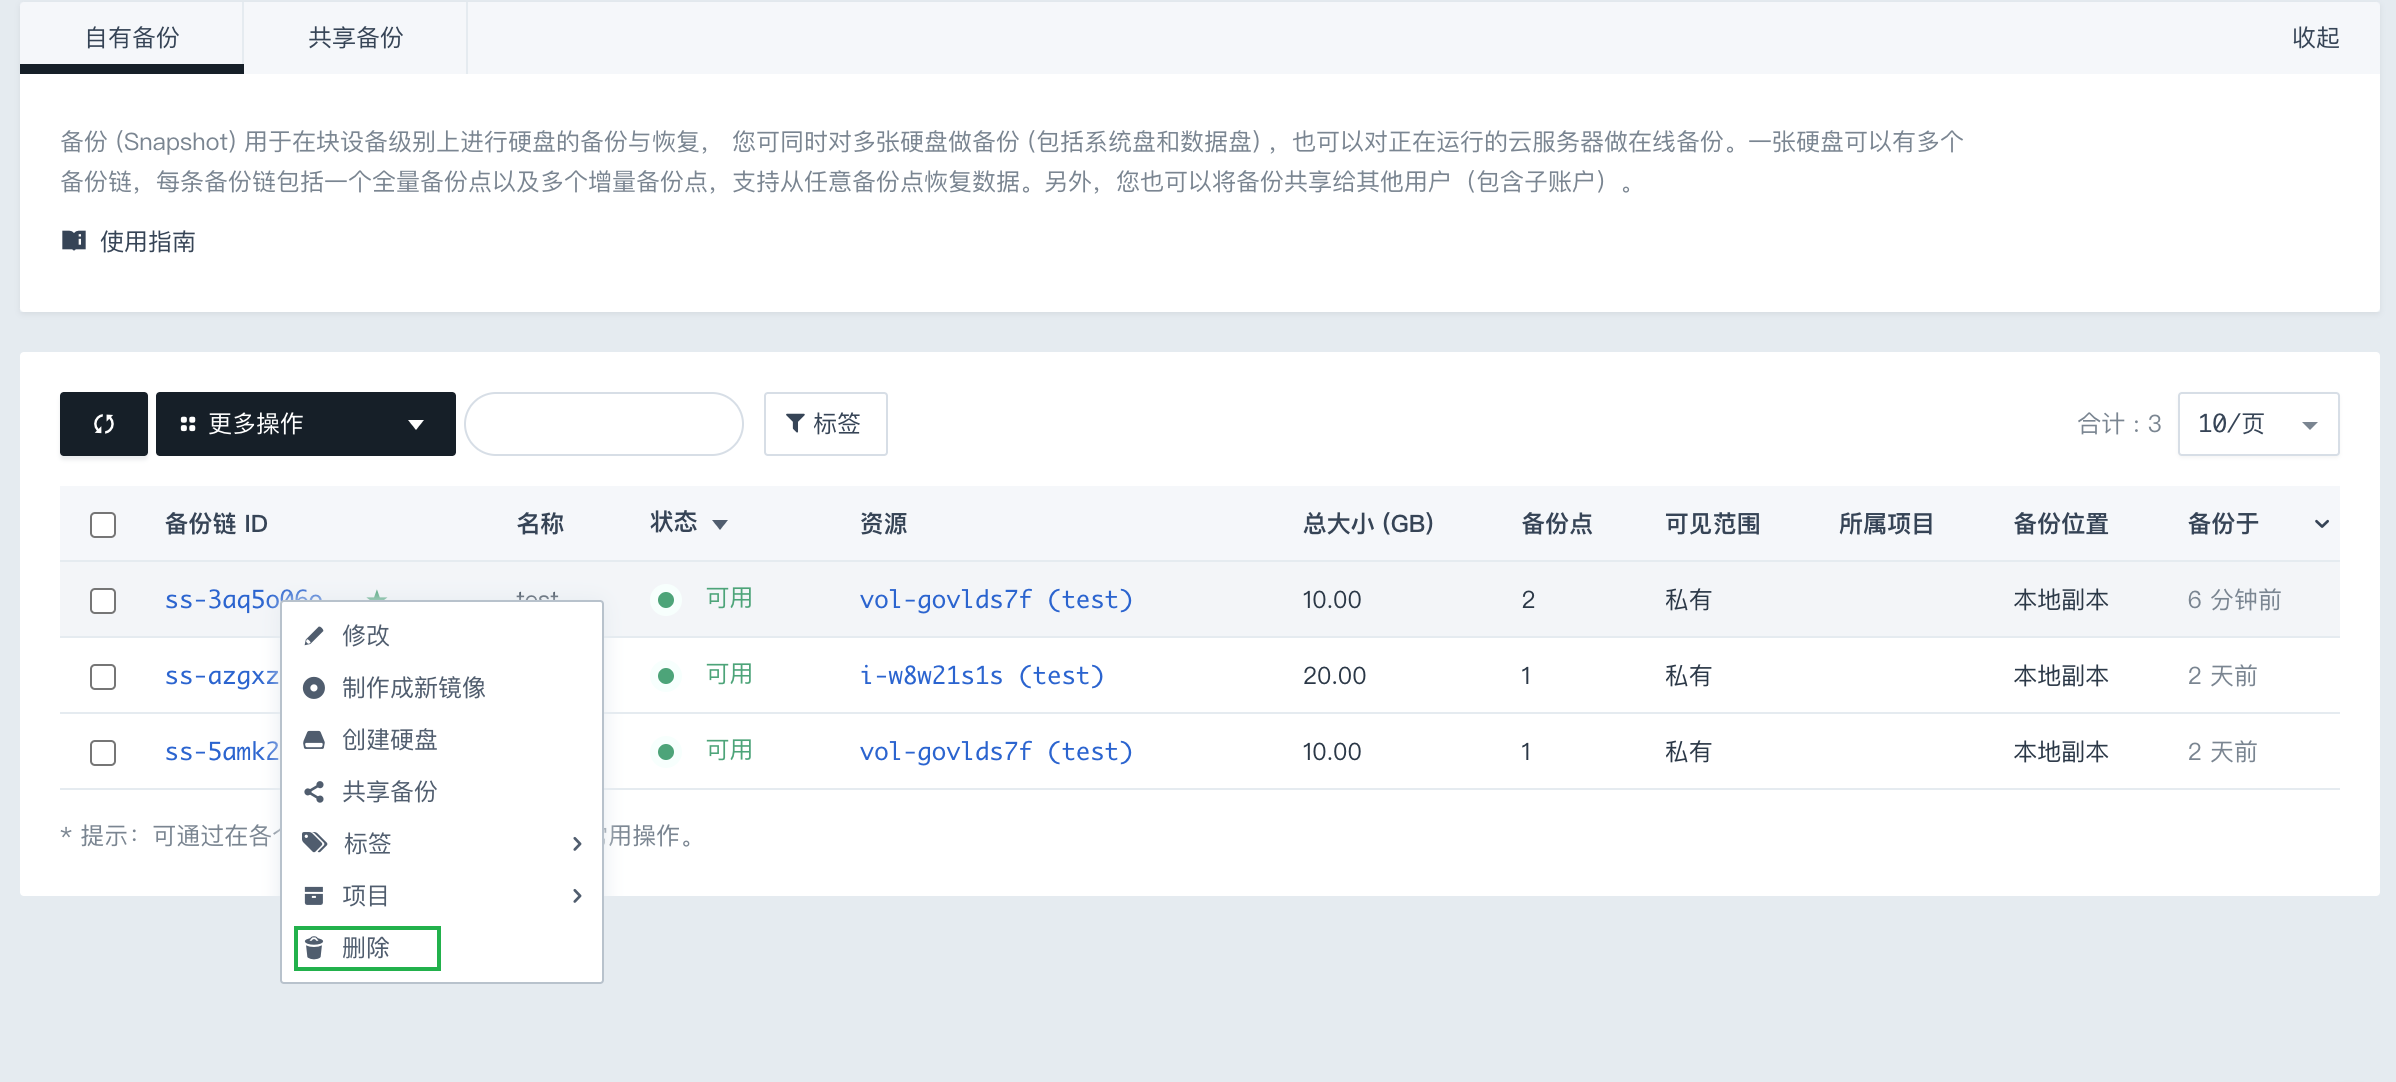 自有备份 共享备份 收起
备份 (Snapshot) 用于在块设备级别上进行硬盘的备份与恢复， 您可同时对多张硬盘做备份 (包括系统盘和数据盘) ，也可以对正在运行的云服务器做在线备份。一张硬盘可以有多个
备份链，每条备份链包括一个全量备份点以及多个增量备份点，支持从任意备份点恢复数据。另外，您也可以将备份共享给其他用户（包含子账户）。
使用指南
更多操作 标签 合计 : 3 10/页
备份链 ID 名称 状态 资源 总大小 (GB) 备份点 可见范围 所属项目 备份位置 备份于
ss-3aq5o06o test 可用 vol-govlds7f (test) 10.00 2 私有 本地副本 6 分钟前
ss-azgxz 可用 i-w8w21s1s (test) 20.00 1 私有 本地副本 2 天前
ss-5amk2 可用 vol-govlds7f (test) 10.00 1 私有 本地副本 2 天前
* 提示：可通过在各 用操作。
修改
制作成新镜像
创建硬盘
共享备份
标签
项目
删除